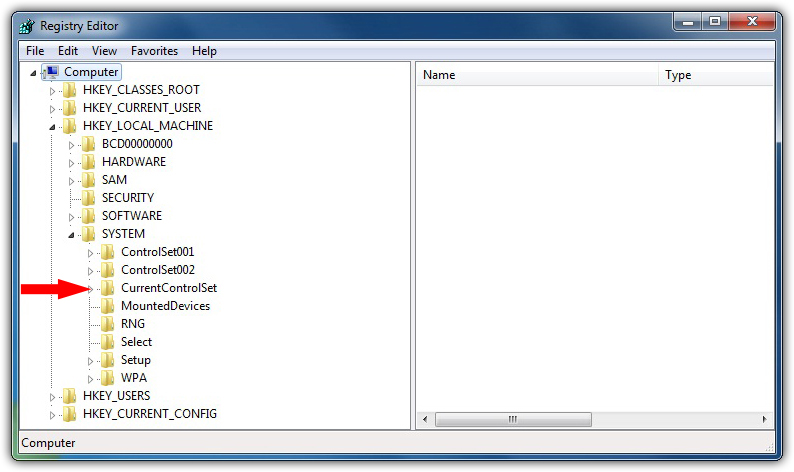 Registry Editor
File Edit View Favorites Help
Computer
HKEY_CLASSES_ROOT
HKEY_CURRENT_USER
HKEY_LOCAL_MACHINE
BCD00000000
HARDWARE
SAM
SECURITY
SOFTWARE
SYSTEM
ControlSet001
ControlSet002
CurrentControlSet
MountedDevices
RNG
Select
Setup
WPA
HKEY_USERS
HKEY_CURRENT_CONFIG
Name Type
Computer